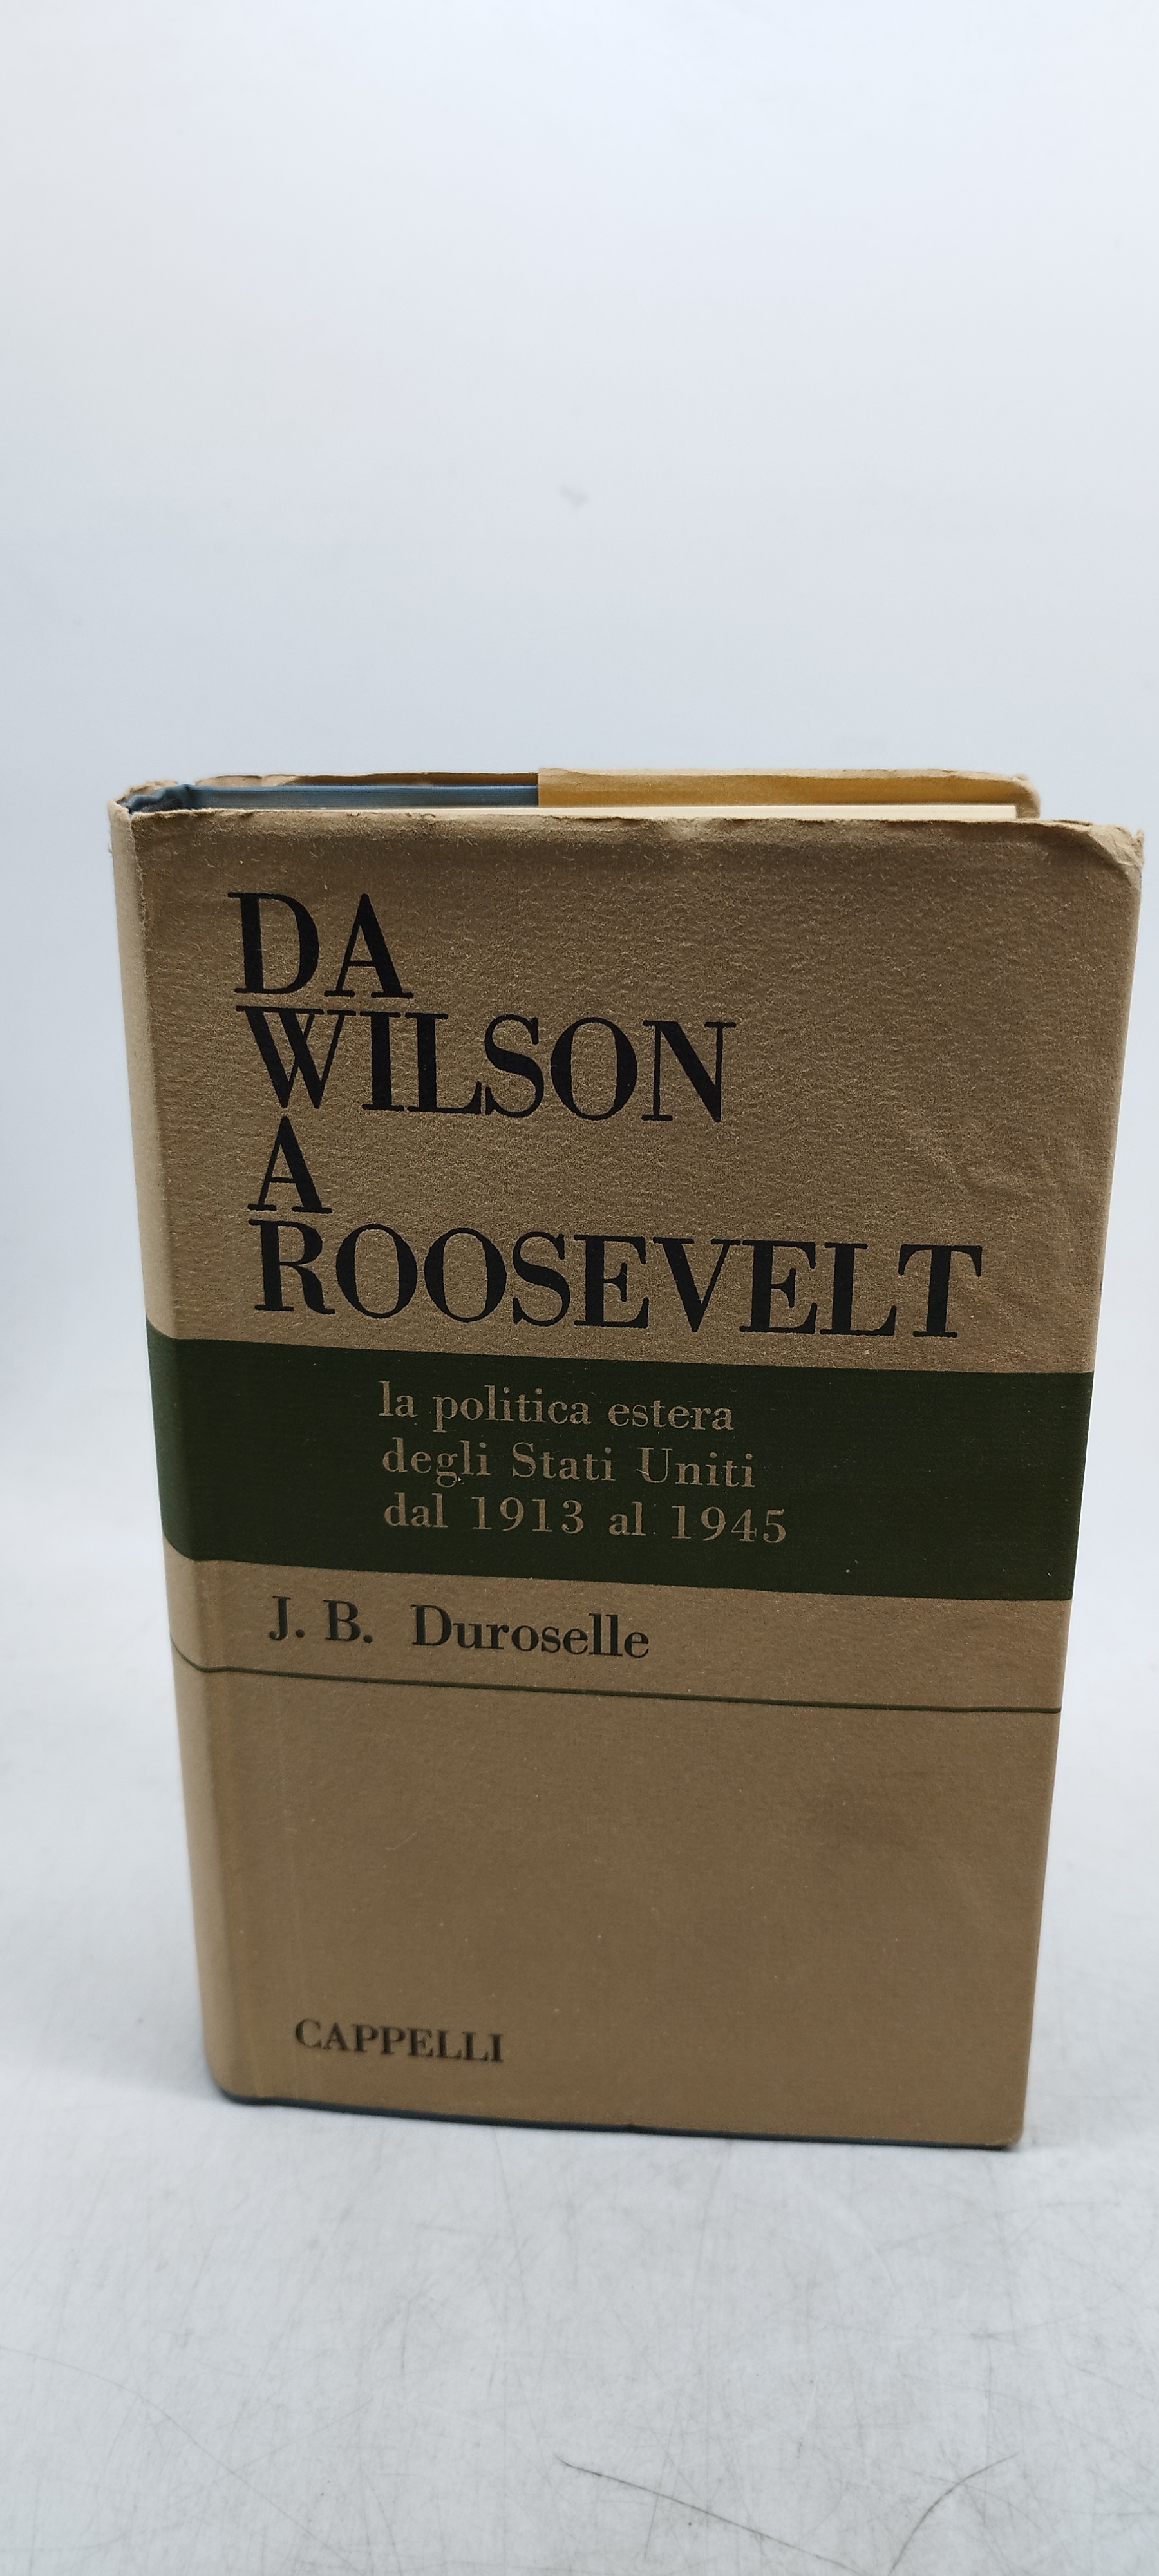 DA
WILSON
A
ROOSEVELT
la politica estera
degli Stati Uniti
dal 1913 al 1945
J. B. Duroselle
CAPPELLI